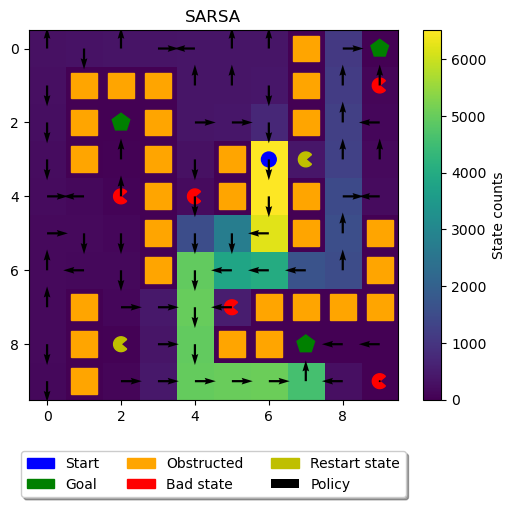 SARSA
0
2
4
6
8
0 2 4 6 8
6000
5000
4000
3000
2000
1000
0
State counts
Start Obstructed Restart state
Goal Bad state Policy